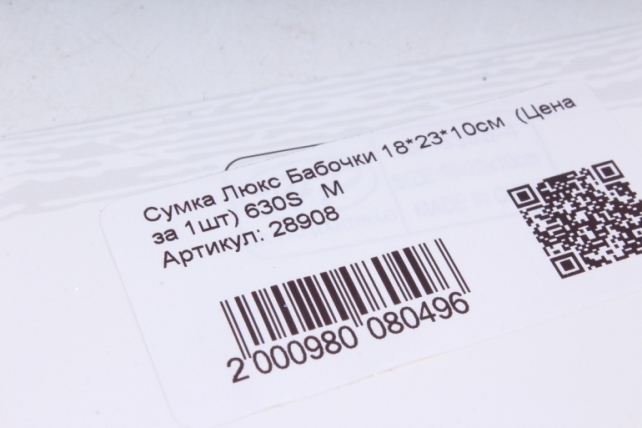 Сумка Люкс Бабочки 18*23*10см (Цена
за 1шт) 630S M
Артикул: 28908
2 000980 080496